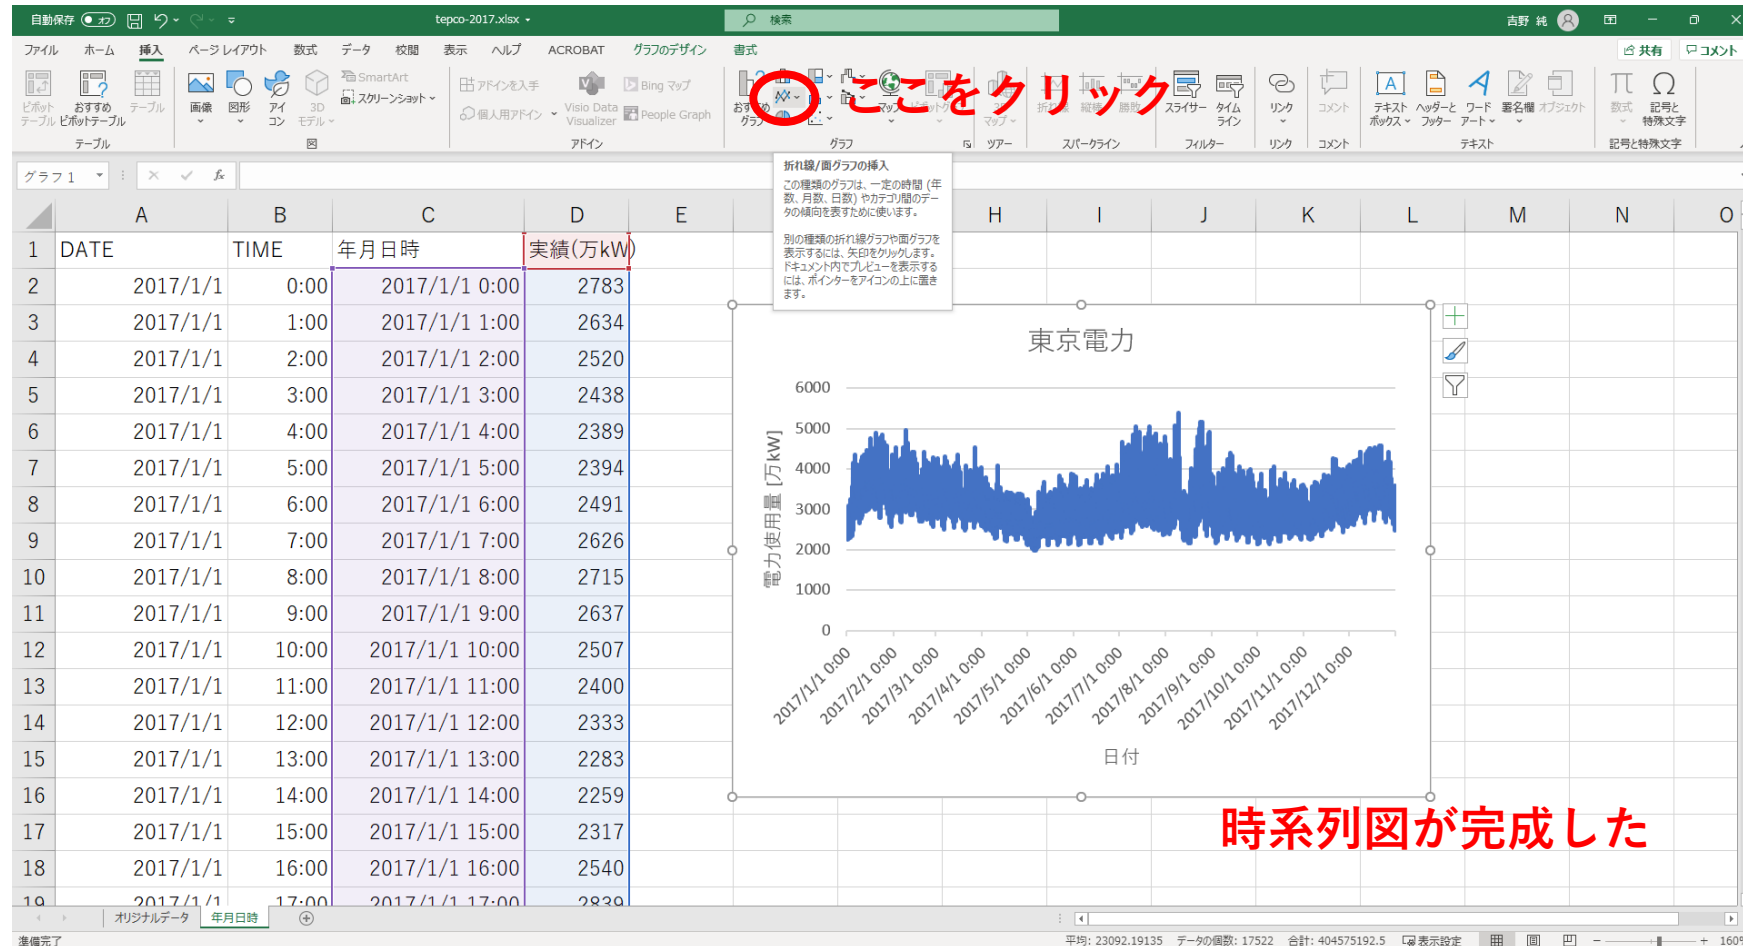 自動保存 オフ tepco-2017.xlsx 検索 吉野 純
ファイル ホーム 挿入 ページ レイアウト 数式 データ 校閲 表示 ヘルプ ACROBAT グラフのデザイン 書式 共有 コメント
ピボットテーブル おすすめピボットテーブル テーブル 画像 図形 アイコン 3Dモデル SmartArt スクリーンショット アドインを入手 個人用アドイン Visio Data Visualizer Bing マップ People Graph おすすめグラフ マップ スライサー タイムライン リンク コメント テキストボックス ヘッダーとフッター ワードアート 署名欄 オブジェクト 数式 記号と特殊文字
ここをクリック
テーブル 図 アドイン グラフ ツアー スパークライン フィルター リンク コメント テキスト 記号と特殊文字
グラフ 1 fx
折れ線/面グラフの挿入
この種類のグラフは、一定の時間 (年
数、月数、日数) やカテゴリ間のデー
タの傾向を表すために使います。
別の種類の折れ線グラフや面グラフを
表示するには、矢印をクリックします。
ドキュメント内でプレビューを表示する
には、ポインターをアイコンの上に置き
ます。
A B C D E H I J K L M N O
1 DATE TIME 年月日時 実績(万kW)
2 2017/1/1 0:00 2017/1/1 0:00 2783
3 2017/1/1 1:00 2017/1/1 1:00 2634
4 2017/1/1 2:00 2017/1/1 2:00 2520
5 2017/1/1 3:00 2017/1/1 3:00 2438
6 2017/1/1 4:00 2017/1/1 4:00 2389
7 2017/1/1 5:00 2017/1/1 5:00 2394
8 2017/1/1 6:00 2017/1/1 6:00 2491
9 2017/1/1 7:00 2017/1/1 7:00 2626
10 2017/1/1 8:00 2017/1/1 8:00 2715
11 2017/1/1 9:00 2017/1/1 9:00 2637
12 2017/1/1 10:00 2017/1/1 10:00 2507
13 2017/1/1 11:00 2017/1/1 11:00 2400
14 2017/1/1 12:00 2017/1/1 12:00 2333
15 2017/1/1 13:00 2017/1/1 13:00 2283
16 2017/1/1 14:00 2017/1/1 14:00 2259
17 2017/1/1 15:00 2017/1/1 15:00 2317
18 2017/1/1 16:00 2017/1/1 16:00 2540
19 2017/1/1 17:00 2017/1/1 17:00 2839
東京電力
電力使用量 [万kW]
6000
5000
4000
3000
2000
1000
0
2017/1/1 0:00 2017/2/1 0:00 2017/3/1 0:00 2017/4/1 0:00 2017/5/1 0:00 2017/6/1 0:00 2017/7/1 0:00 2017/8/1 0:00 2017/9/1 0:00 2017/10/1 0:00 2017/11/1 0:00 2017/12/1 0:00
日付
時系列図が完成した
オリジナルデータ 年月日時
準備完了 平均: 23092.19135 データの個数: 17522 合計: 404575192.5 表示設定 160%